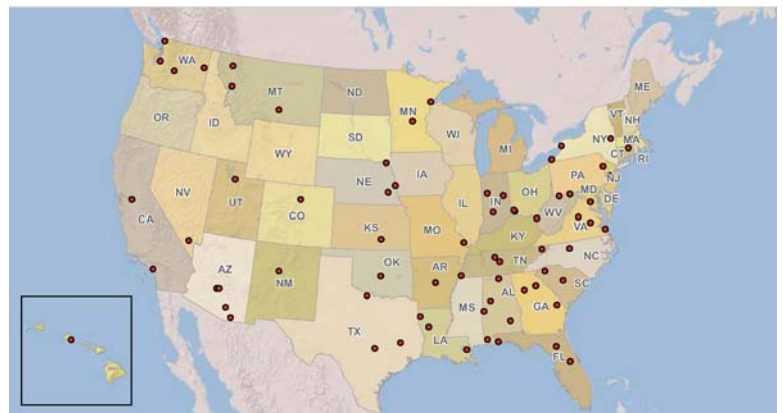 WA
MT
ND
MN
ME
VT
NH
OR
ID
SD
WI
MI
NY
MA
CT
RI
WY
IA
PA
NJ
NE
NV
UT
CO
IL
IN
OH
MD
DE
CA
WV
VA
KS
MO
KY
AZ
NM
OK
AR
TN
NC
SC
TX
LA
MS
AL
GA
FL